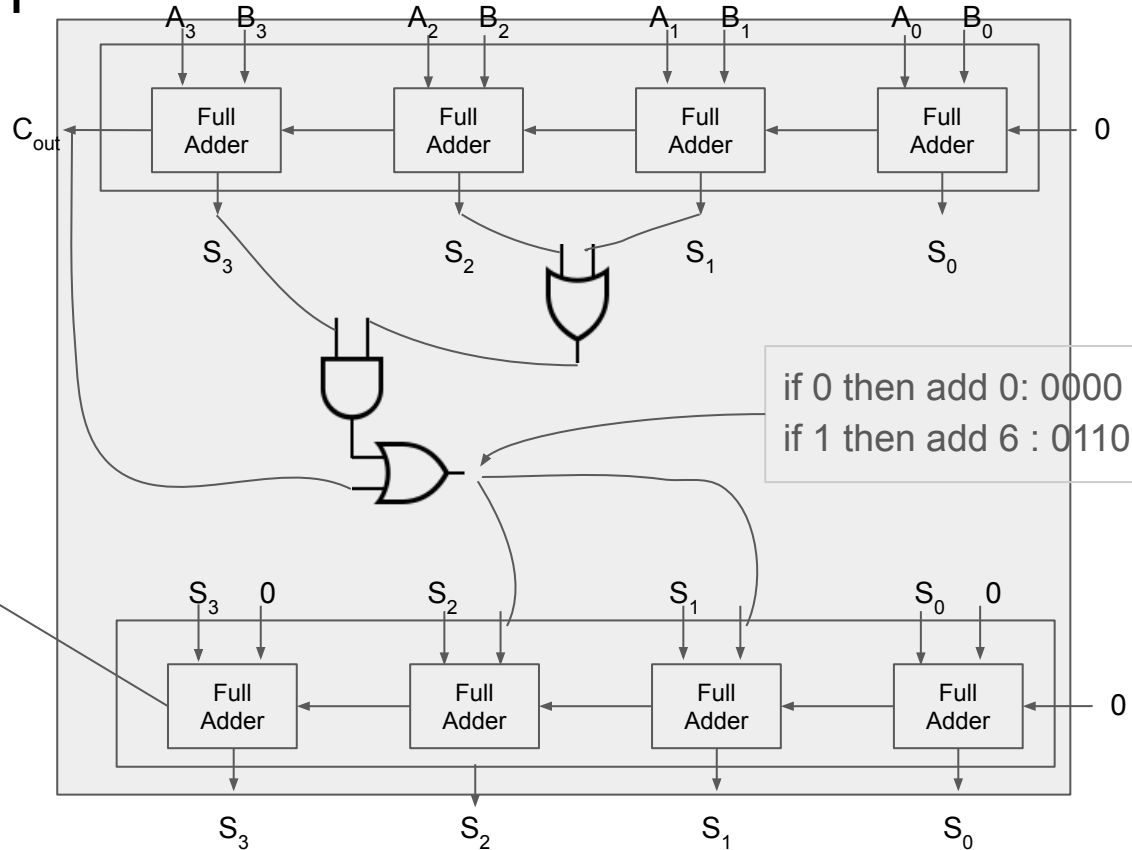 A3 B3 A2 B2 A1 B1 A0 B0
Full Adder Full Adder Full Adder Full Adder
Cout 0
S3 S2 S1 S0
if 0 then add 0: 0000
if 1 then add 6 : 0110
S3 0 S2 S1 S0 0
Full Adder Full Adder Full Adder Full Adder
0
S3 S2 S1 S0